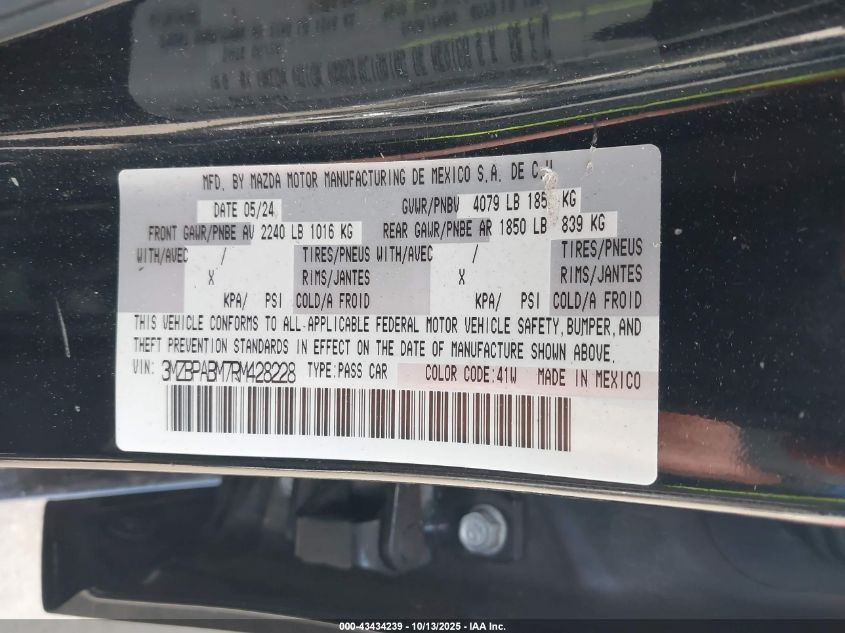 MFD. BY MAZDA MOTOR MANUFACTURING DE MEXICO S.A. DE C.V
DATE 05/24 GVWR/PNBV 4079 LB 185 KG
FRONT GAWR/PNBE AV 2240 LB 1016 KG REAR GAWR/PNBE AR 1850 LB 839 KG
WITH/AVEC / TIRES/PNEUS WITH/AVEC / TIRES/PNEUS
X RIMS/JANTES X RIMS/JANTES
KPA/ PSI COLD/A FROID KPA/ PSI COLD/A FROID
THIS VEHICLE CONFORMS TO ALL-APPLICABLE FEDERAL MOTOR VEHICLE SAFETY, BUMPER, AND
THEFT PREVENTION STANDARDS IN EFFECT ON THE DATE OF MANUFACTURE SHOWN ABOVE.
VIN: 3MZBPABM7RM428228 TYPE:PASS CAR COLOR CODE:41W MADE IN MEXICO
000-43434239 - 10/13/2025 - IAA Inc.